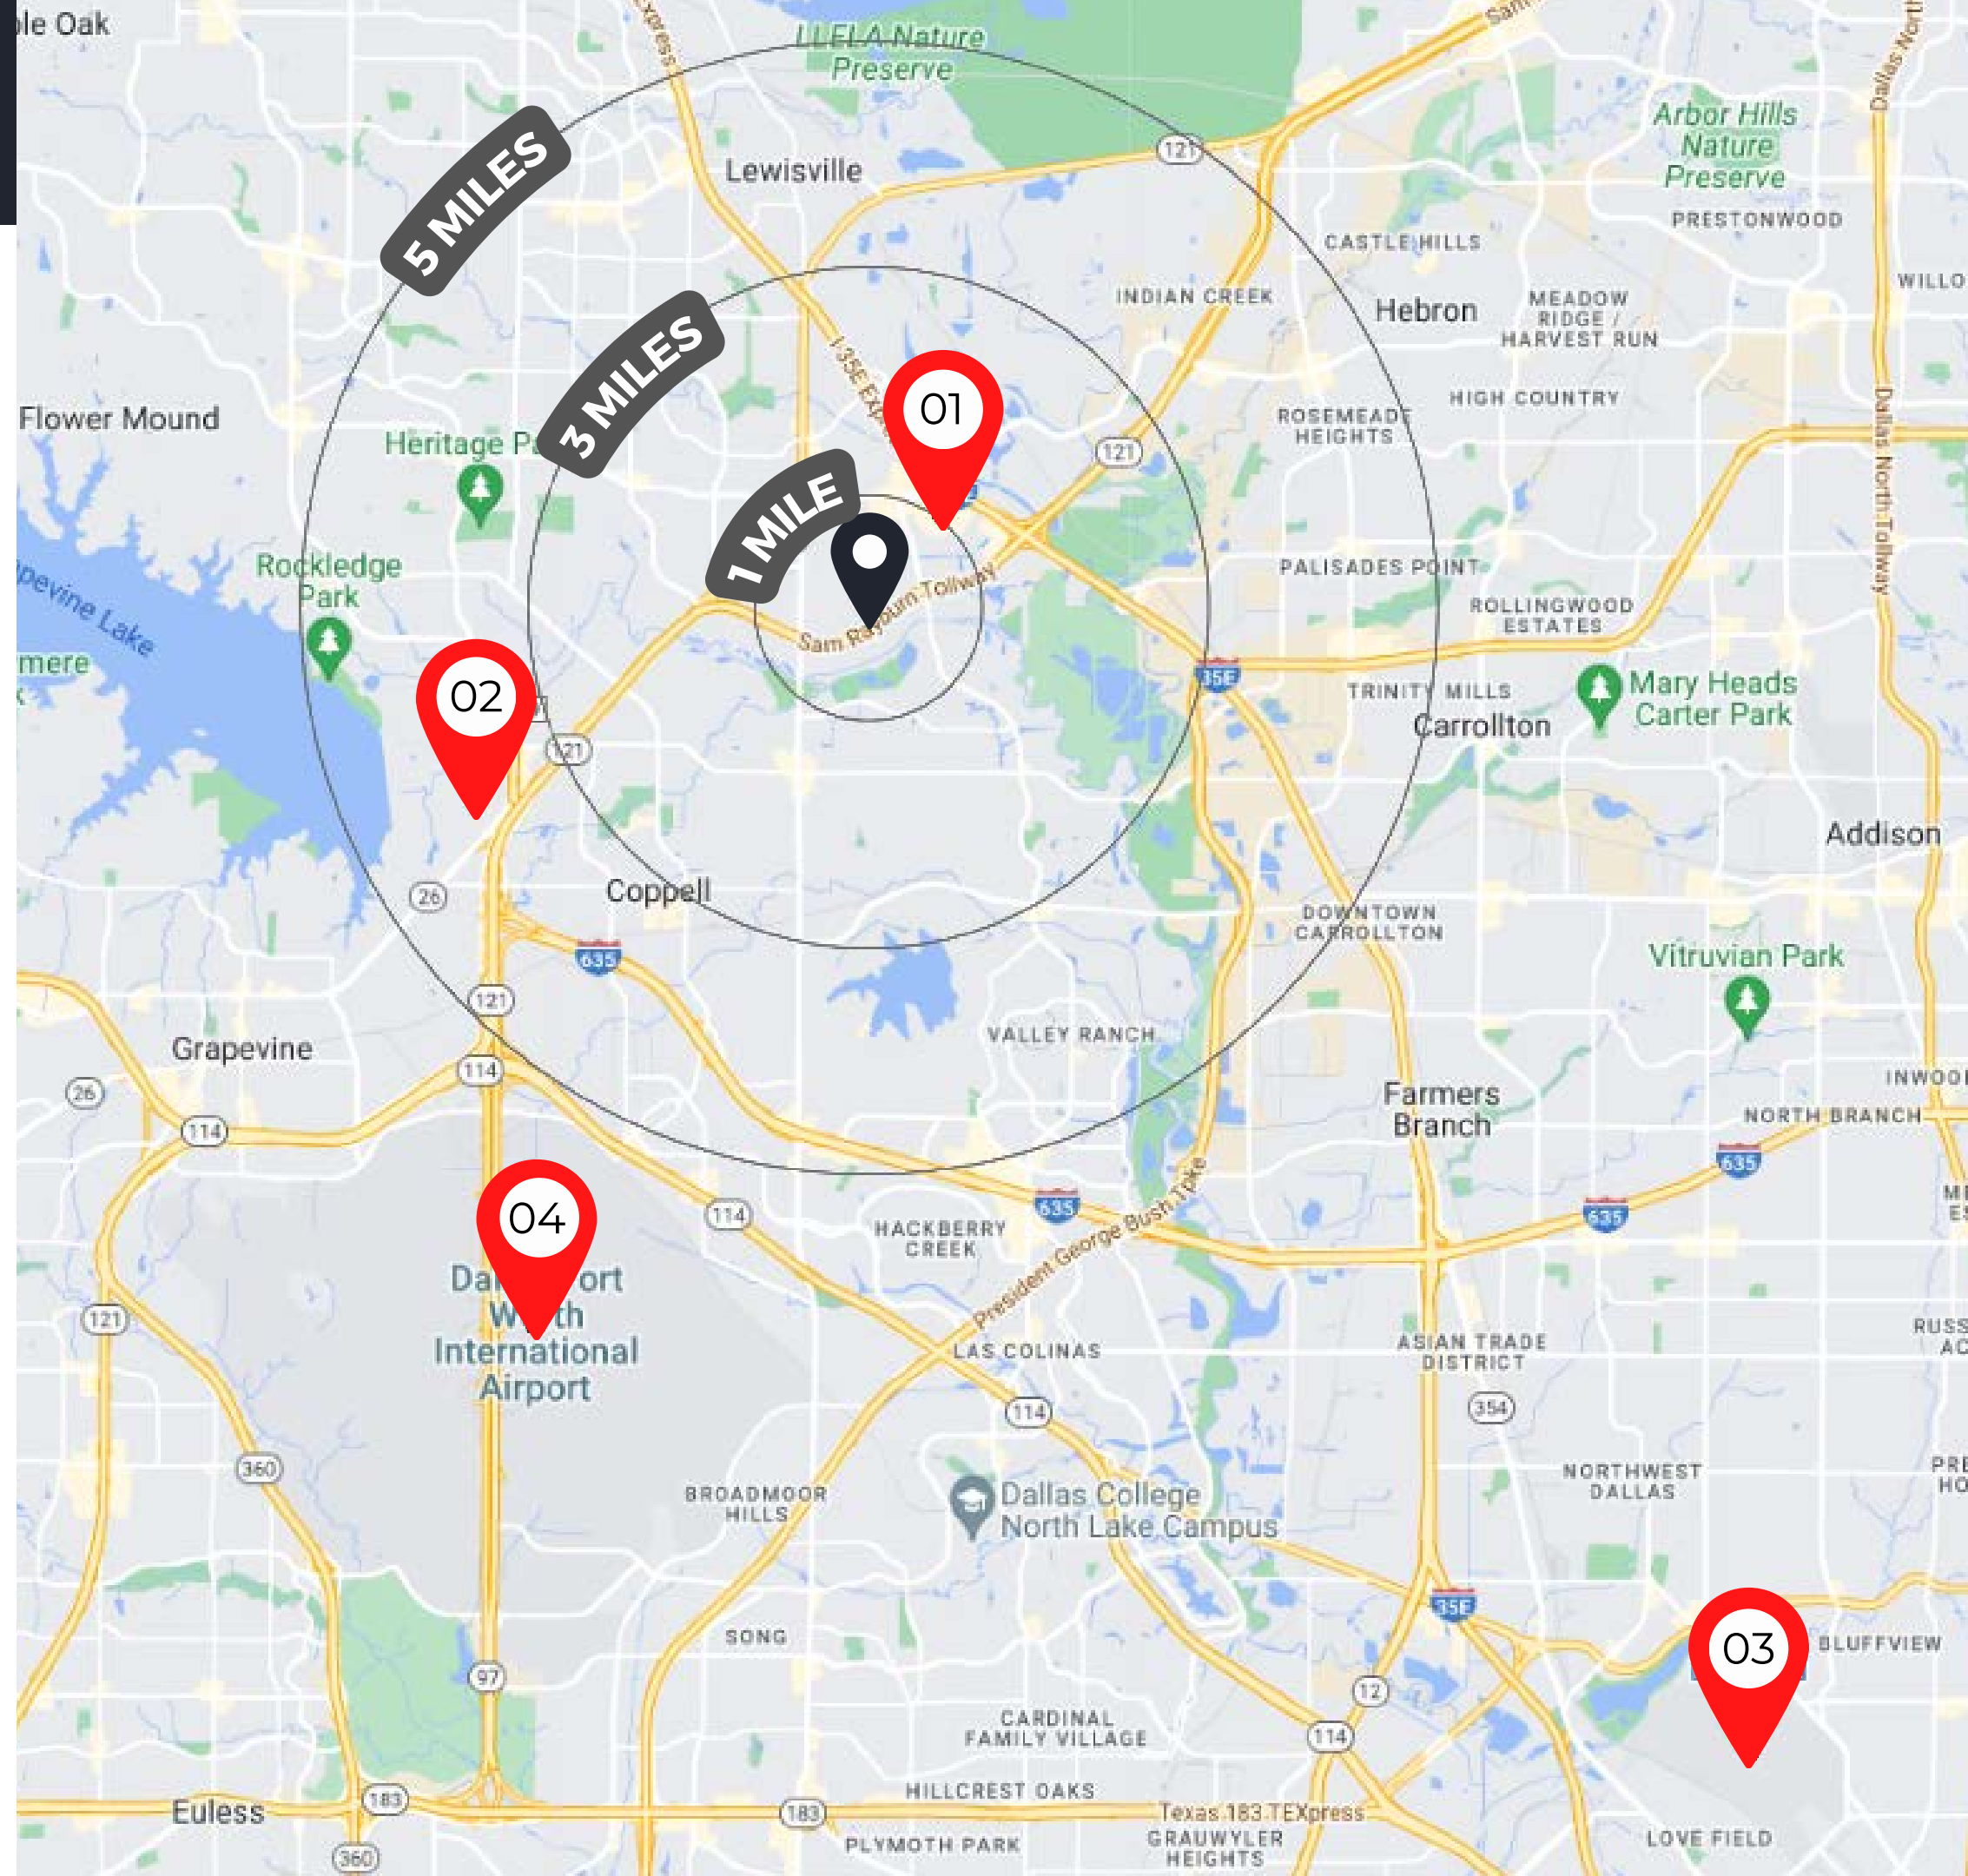 Oak
LLELA Nature
Preserve
Lewisville
121
5 MILES
Arbor Hills
Nature
Preserve
PRESTONWOOD
CASTLE HILLS
INDIAN CREEK
Hebron
MEADOW
RIDGE /
HARVEST RUN
3 MILES
I-35E
01
HIGH COUNTRY
ROSEMEADE
HEIGHTS
Flower Mound
Heritage
121
Dallas North Tollway
1 MILE
Rockledge
Park
PALISADES POINT
Sam Rayburn Tollway
ROLLINGWOOD
ESTATES
Lake
02
35E
TRINITY MILLS
Mary Heads
Carter Park
Carrollton
121
Addison
26
Coppell
DOWNTOWN
CARROLLTON
635
Vitruvian Park
121
VALLEY RANCH
Grapevine
114
26
Farmers
Branch
NORTH BRANCH
114
635
04
114
635
635
HACKBERRY
CREEK
President George Bush Tpke
International
Airport
121
LAS COLINAS
ASIAN TRADE
DISTRICT
114
354
360
BROADMOOR
HILLS
Dallas College
North Lake Campus
NORTHWEST
DALLAS
35E
SONG
03
BLUFFVIEW
97
12
CARDINAL
FAMILY VILLAGE
114
HILLCREST OAKS
Euless
183
183
Texas 183 TEXpress
PLYMOTH PARK
GRAUWYLER
HEIGHTS
LOVE FIELD
360